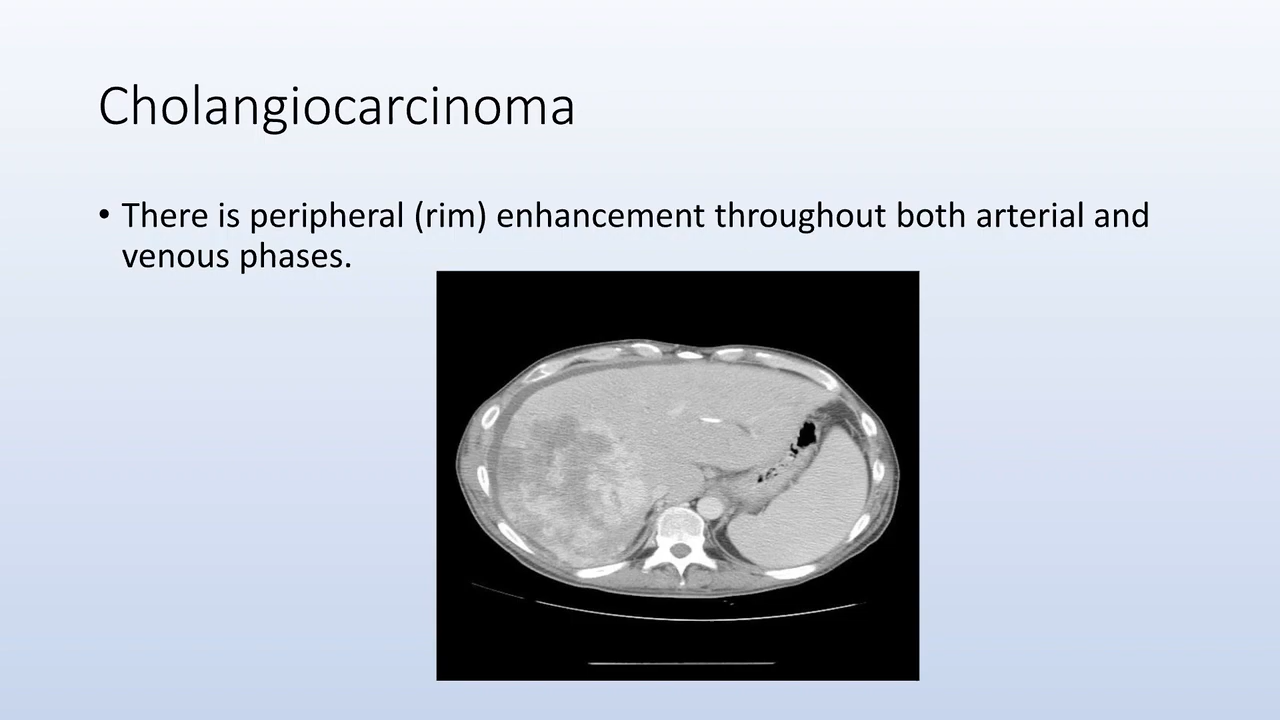 Cholangiocarcinoma
• There is peripheral (rim) enhancement throughout both arterial and
venous phases.